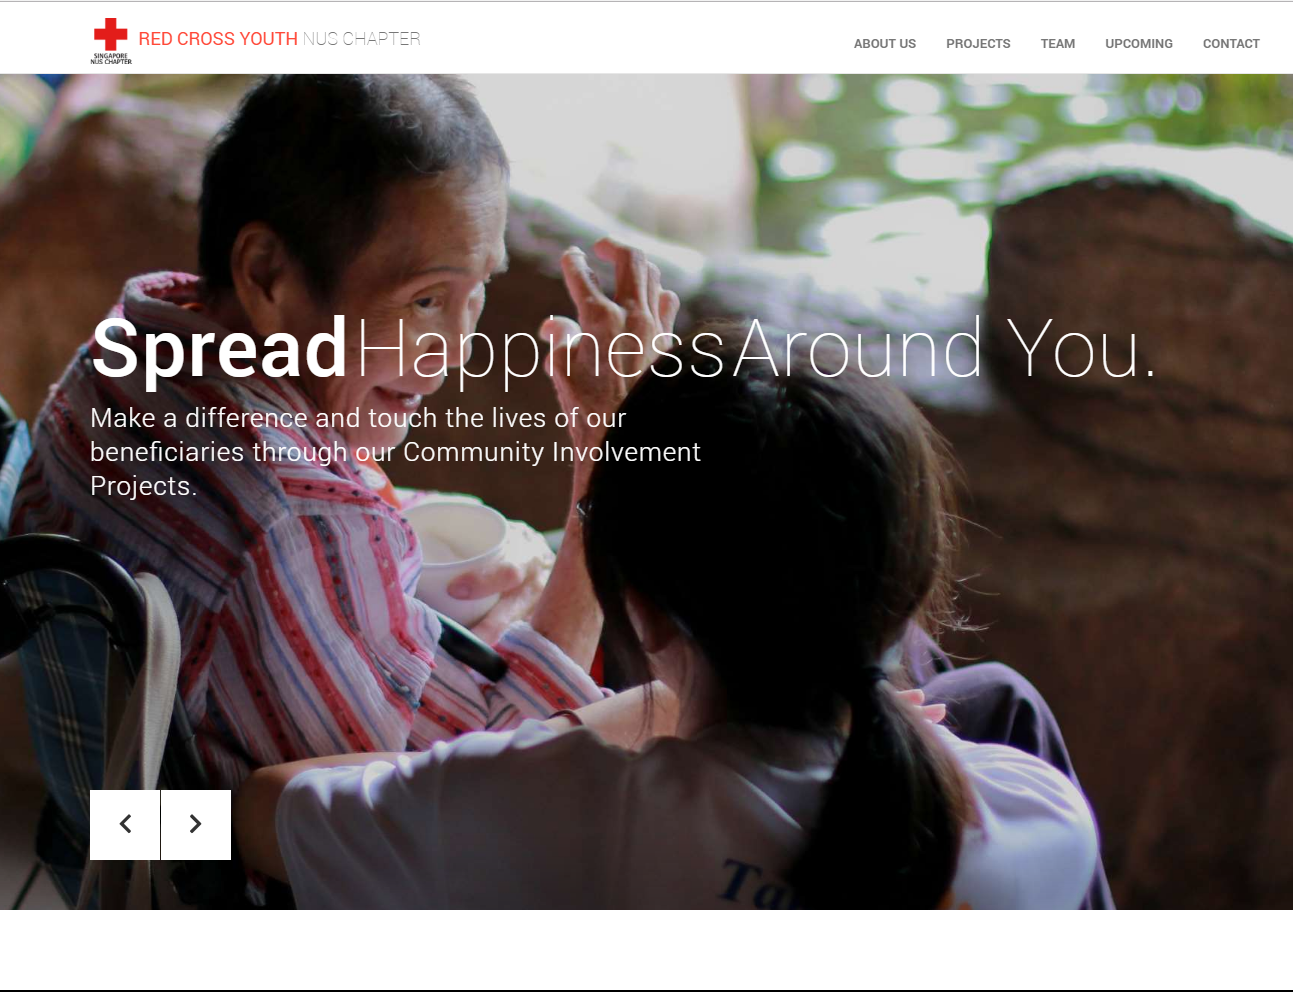 SINGAPORE
NUS CHAPTER
RED CROSS YOUTH NUS CHAPTER
ABOUT US PROJECTS TEAM UPCOMING CONTACT
Spread Happiness Around You.
Make a difference and touch the lives of our
beneficiaries through our Community Involvement
Projects.